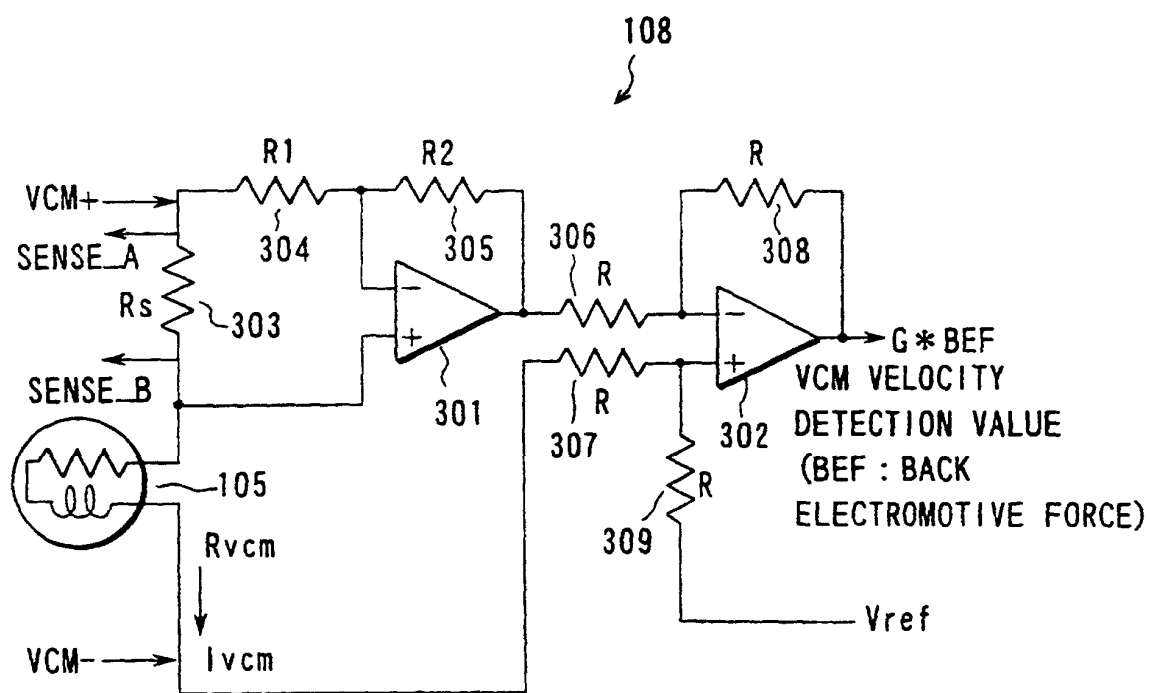 108
R1
R2
R
VCM+
304
305
308
SENSE_A
306
R
Rs
303
-
+
-
+
G*BEF
SENSE_B
301
R
307
302
VCM VELOCITY
DETECTION VALUE
(BEF : BACK
ELECTROMOTIVE FORCE)
105
R
309
Rvcm
Vref
VCM-
Ivcm